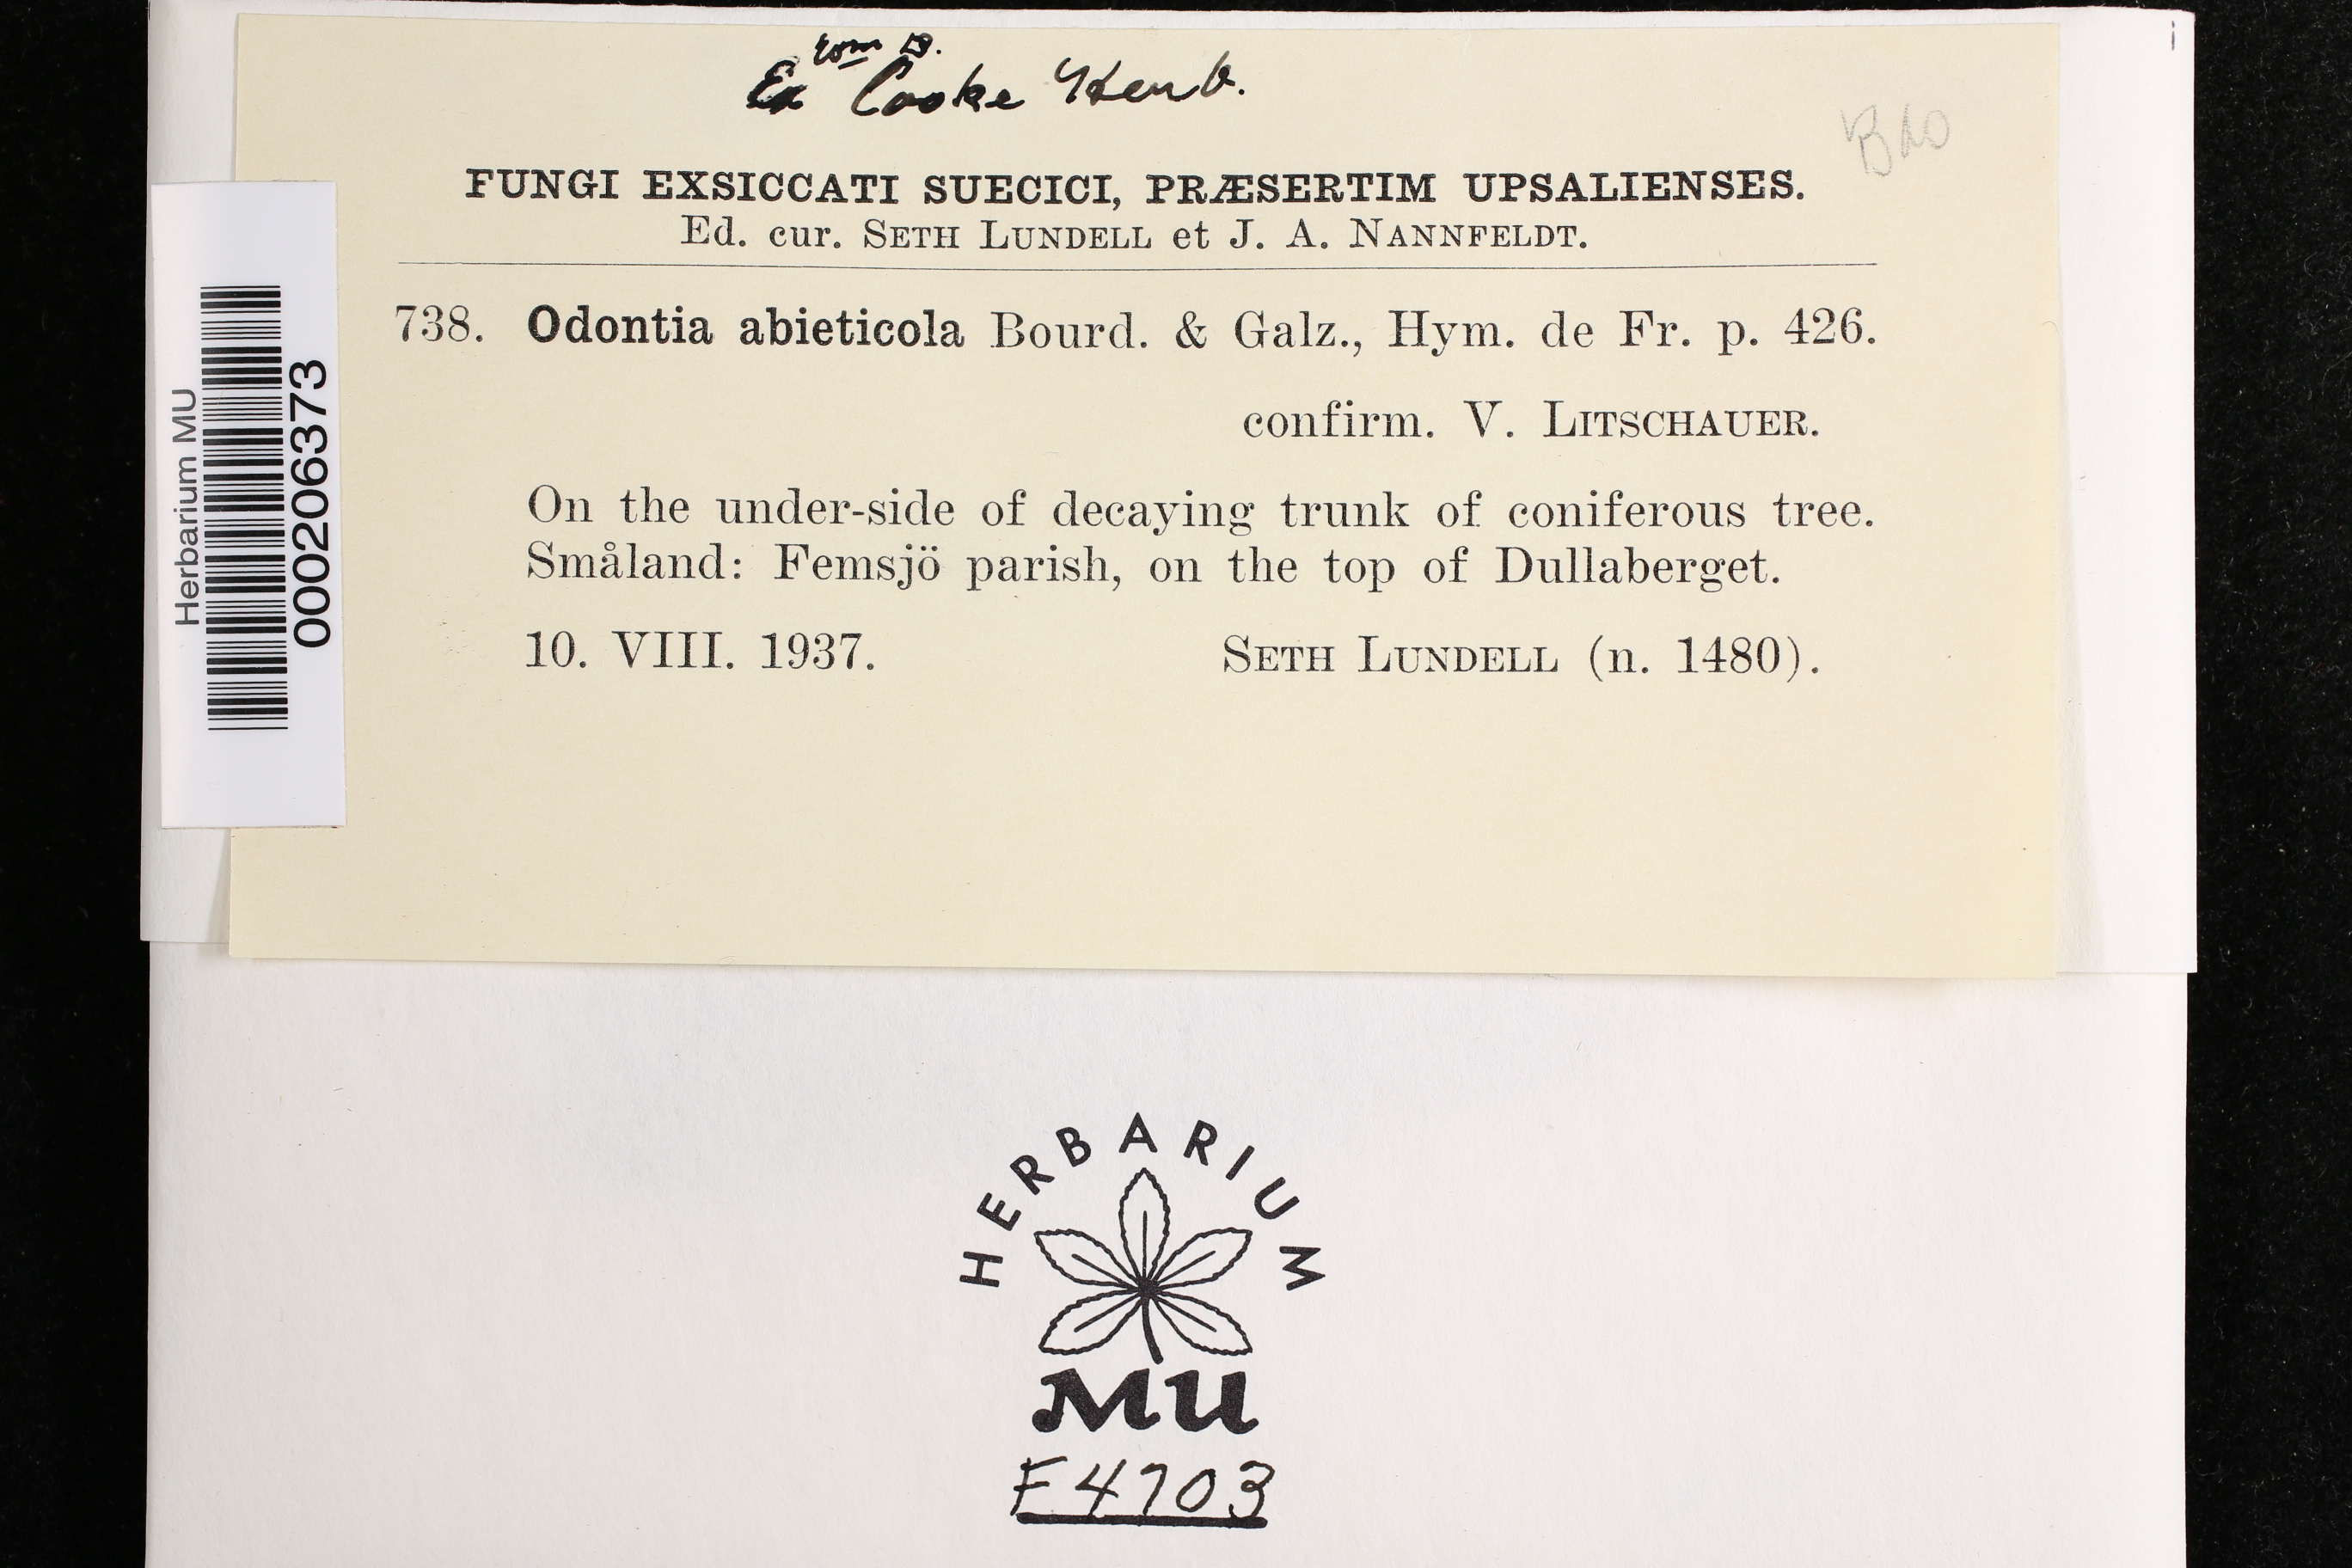 Wm B.
Ex Cooke Herb.
FUNGI EXSICCATI SUECICI, PRÆSERTIM UPSALIENSES.
Ed. cur. SETH LUNDELL et J. A. NANNFELDT.
738. Odontia abieticola Bourd. & Galz., Hym. de Fr. p. 426.
confirm. V. LITSCHAUER.
On the under-side of decaying trunk of coniferous tree.
Småland: Femsjö parish, on the top of Dullaberget.
10. VIII. 1937. SETH LUNDELL (n. 1480).
Herbarium MU
000206373
HERBARIUM
MU
F4703